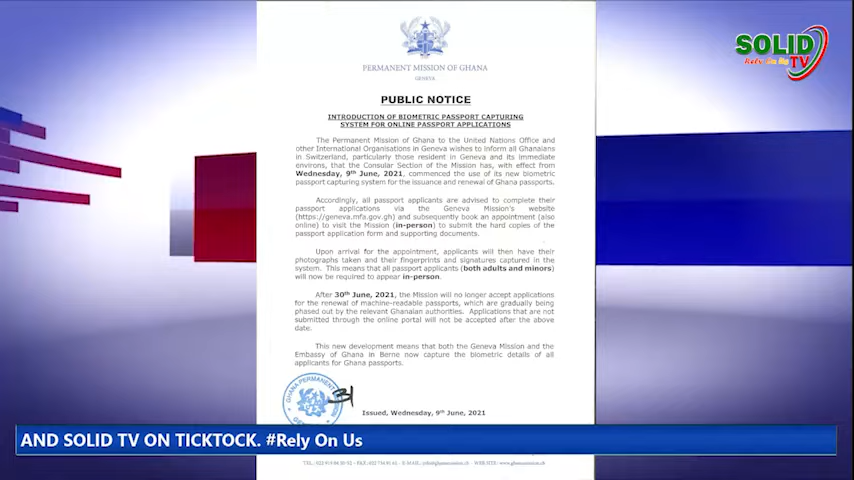 SOLID
Rely On Us
TV
PERMANENT MISSION OF GHANA
GENEVA
PUBLIC NOTICE
INTRODUCTION OF BIOMETRIC PASSPORT CAPTURING
SYSTEM FOR ONLINE PASSPORT APPLICATIONS
The Permanent Mission of Ghana to the United Nations Office and
other International Organisations in Geneva wishes to inform all Ghanaians
in Switzerland, particularly those resident in Geneva and its immediate
environs, that the Consular Section of the Mission has, with effect from
Wednesday, 9th June, 2021, commenced the use of its new biometric
passport capturing system for the issuance and renewal of Ghana passports.
Accordingly, all passport applicants are advised to complete their
passport applications via the Geneva Mission's website
(https://geneva.mfa.gov.gh) and subsequently book an appointment (also
online) to visit the Mission (in-person) to submit the hard copies of the
passport application form and supporting documents.
Upon arrival for the appointment, applicants will then have their
photographs taken and their fingerprints and signatures captured in the
system. This means that all passport applicants (both adults and minors)
will now be required to appear in-person.
After 30th June, 2021, the Mission will no longer accept applications
for the renewal of machine-readable passports, which are gradually being
phased out by the relevant Ghanaian authorities. Applications that are not
submitted through the online portal will not be accepted after the above
date.
This new development means that both the Geneva Mission and the
Embassy of Ghana in Berne now capture the biometric details of all
applicants for Ghana passports.
GHANA PERMANENT
Issued, Wednesday, 9th June, 2021
AND SOLID TV ON TICKTOCK. #Rely On Us